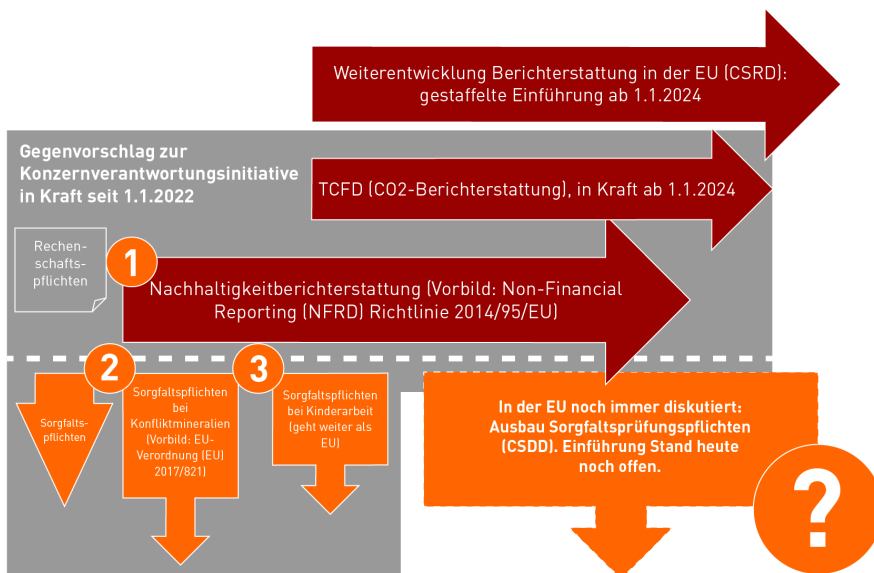 Weiterentwicklung Berichterstattung in der EU (CSRD):
gestaffelte Einführung ab 1.1.2024
Gegenvorschlag zur
Konzernverantwortungsinitiative
in Kraft seit 1.1.2022
TCFD (CO2-Berichterstattung), in Kraft ab 1.1.2024
Rechen-
schafts-
pflichten
1
Nachhaltigkeitberichterstattung (Vorbild: Non-Financial
Reporting (NFRD) Richtlinie 2014/95/EU)
Sorgfalts-
pflichten
2
Sorgfaltspflichten
bei
Konfliktmineralien
(Vorbild: EU-
Verordnung (EU)
2017/821)
3
Sorgfaltspflichten
bei Kinderarbeit
(geht weiter als
EU)
In der EU noch immer diskutiert:
Ausbau Sorgfaltsprüfungspflichten
(CSDD). Einführung Stand heute
noch offen.
?